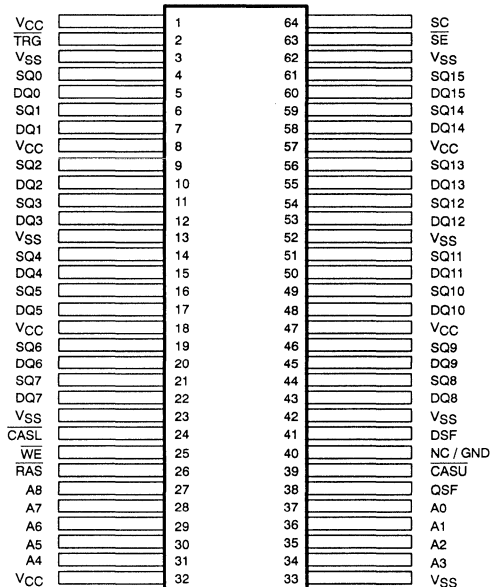 VCC 1 64 SC
TRG 2 63 SE
VSS 3 62 VSS
SQ0 4 61 SQ15
DQ0 5 60 DQ15
SQ1 6 59 SQ14
DQ1 7 58 DQ14
VCC 8 57 VCC
SQ2 9 56 SQ13
DQ2 10 55 DQ13
SQ3 11 54 SQ12
DQ3 12 53 DQ12
VSS 13 52 VSS
SQ4 14 51 SQ11
DQ4 15 50 DQ11
SQ5 16 49 SQ10
DQ5 17 48 DQ10
VCC 18 47 VCC
SQ6 19 46 SQ9
DQ6 20 45 DQ9
SQ7 21 44 SQ8
DQ7 22 43 DQ8
VSS 23 42 VSS
CASL 24 41 DSF
WE 25 40 NC / GND
RAS 26 39 CASU
A8 27 38 QSF
A7 28 37 A0
A6 29 36 A1
A5 30 35 A2
A4 31 34 A3
VCC 32 33 VSS